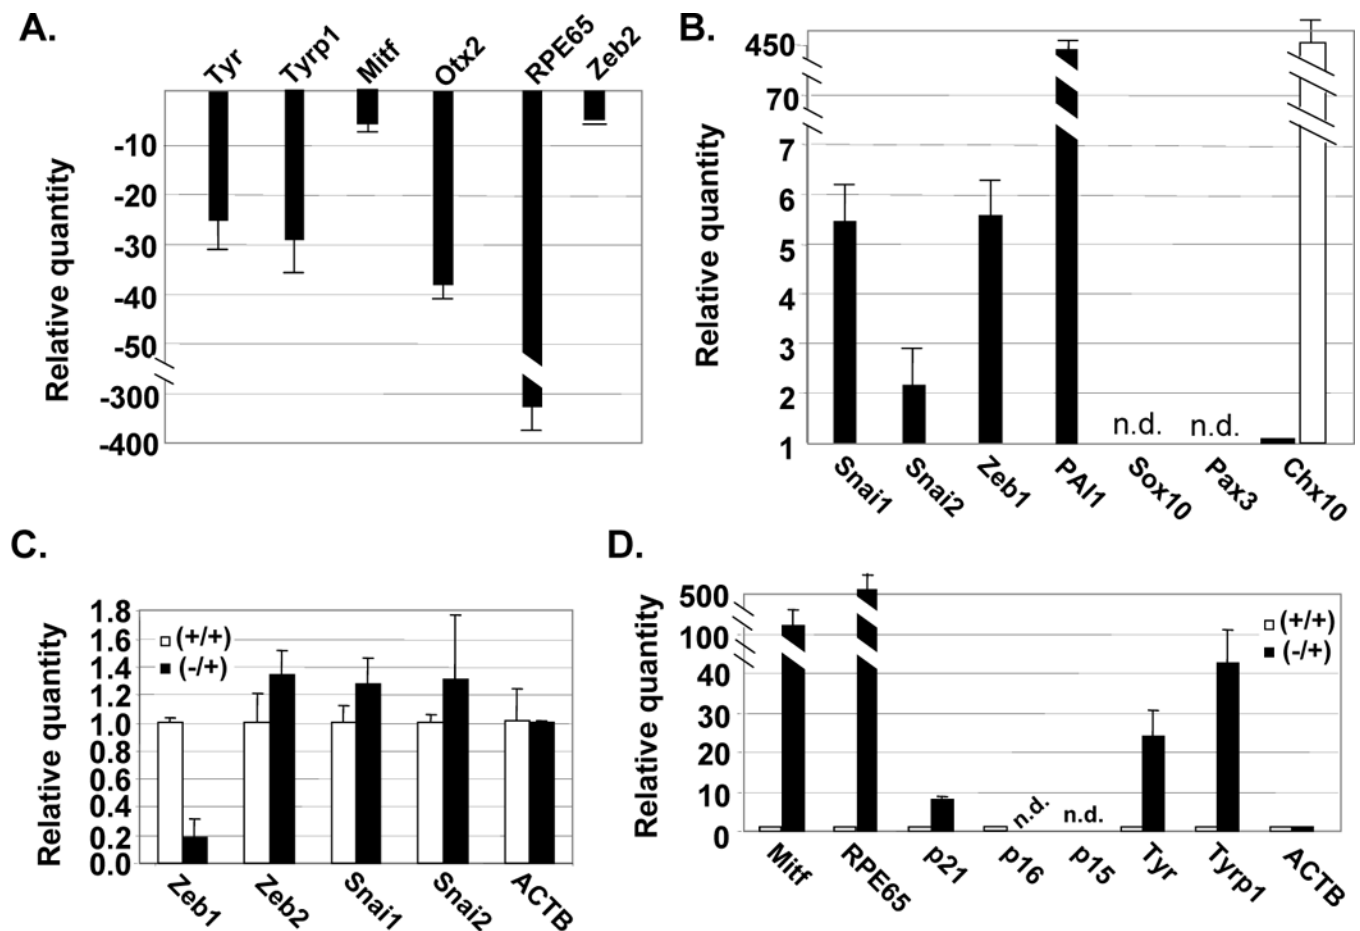 A.
Tyr
Tyrp1
Mitf
Otx2
RPE65
Zeb2
Relative quantity
-10
-20
-30
-40
-50
-300
-400
B.
Relative quantity
450
70
7
6
5
4
3
2
1
n.d.
n.d.
Snai1
Snai2
Zeb1
PAI1
Sox10
Pax3
Chx10
C.
Relative quantity
1.8
1.6
1.4
1.2
1.0
0.8
0.6
0.4
0.2
0.0
(+/+)
(-/+)
Zeb1
Zeb2
Snai1
Snai2
ACTB
D.
Relative quantity
500
100
40
30
20
10
0
(+/+)
(-/+)
n.d.
n.d.
Mitf
RPE65
p21
p16
p15
Tyr
Tyrp1
ACTB